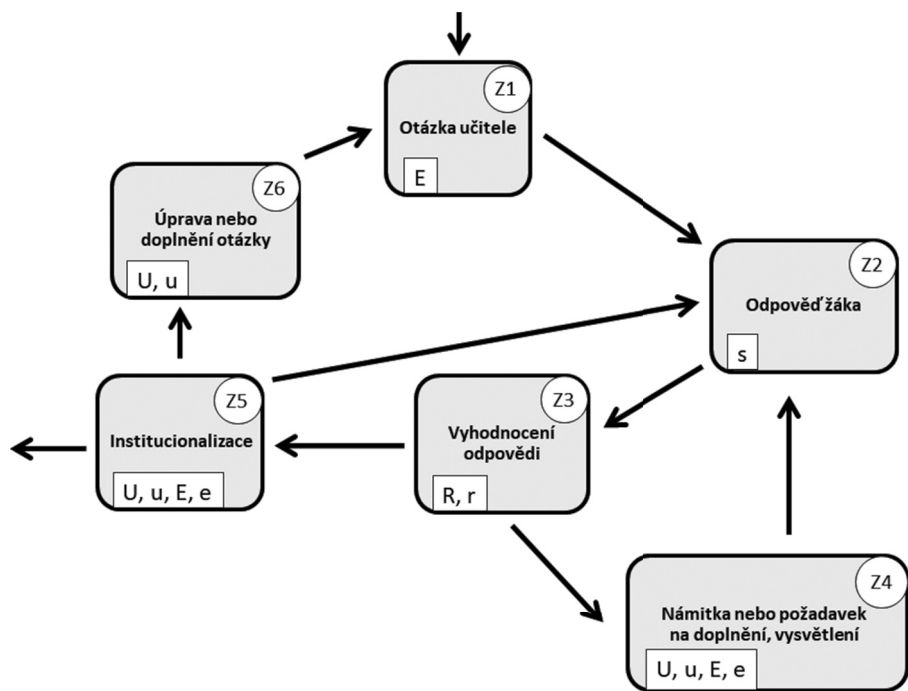 Z1
Otázka učitele
E
Z6
Úprava nebo
doplnění otázky
U, u
Z2
Odpověď žáka
s
Z5
Institucionalizace
U, u, E, e
Z3
Vyhodnocení
odpovědi
R, r
Z4
Námitka nebo požadavek
na doplnění, vysvětlení
U, u, E, e